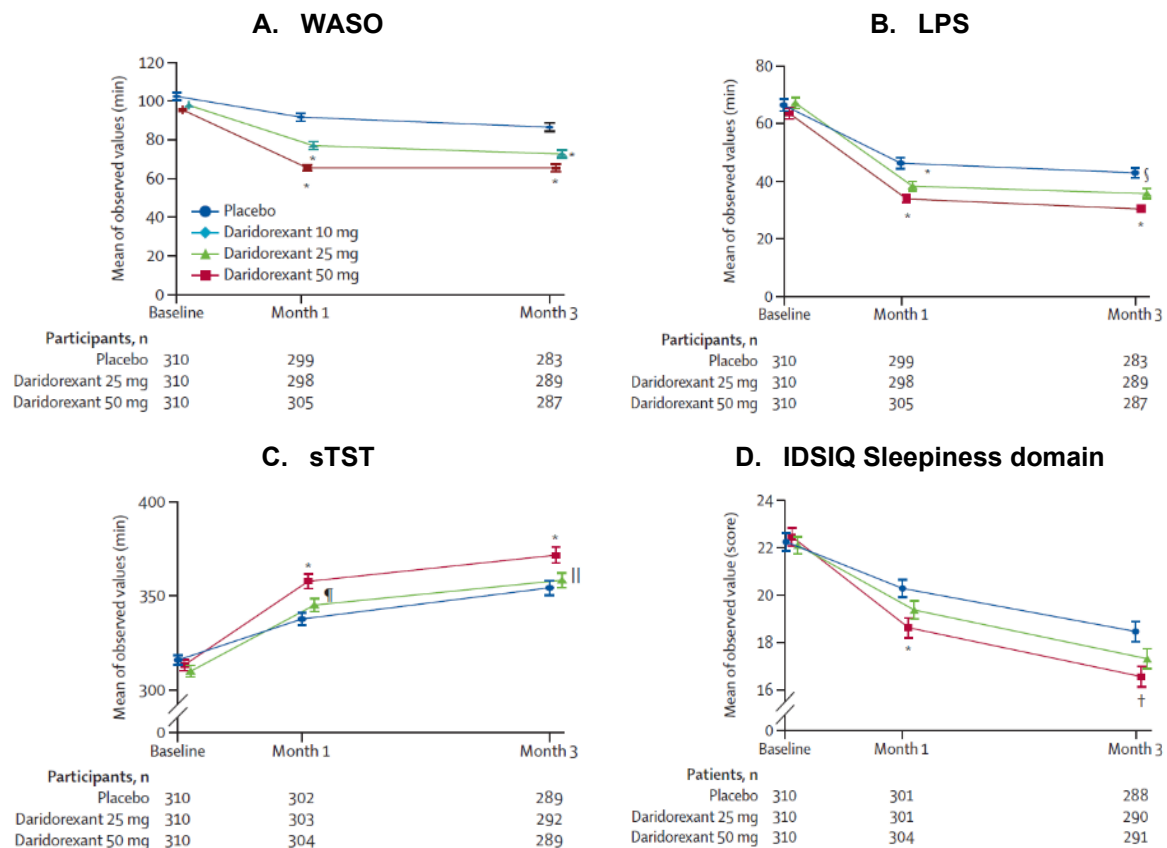 A. WASO
Mean of observed values (min)
120
100
80
60
40
20
0
*
*
*
*
Placebo
Daridorexant 10 mg
Daridorexant 25 mg
Daridorexant 50 mg
Baseline Month 1 Month 3
Participants, n
Placebo 310 299 283
Daridorexant 25 mg 310 298 289
Daridorexant 50 mg 310 305 287
B. LPS
Mean of observed values (min)
80
60
40
20
0
*
§
*
*
Baseline Month 1 Month 3
Participants, n
Placebo 310 299 283
Daridorexant 25 mg 310 298 289
Daridorexant 50 mg 310 305 287
C. sTST
Mean of observed values (min)
400
350
300
0
*
¶
*
||
Baseline Month 1 Month 3
Participants, n
Placebo 310 302 289
Daridorexant 25 mg 310 303 292
Daridorexant 50 mg 310 304 289
D. IDSIQ Sleepiness domain
Mean of observed value (score)
24
22
20
18
16
0
*
†
Baseline Month 1 Month 3
Patients, n
Placebo 310 301 288
Daridorexant 25 mg 310 301 290
Daridorexant 50 mg 310 304 291